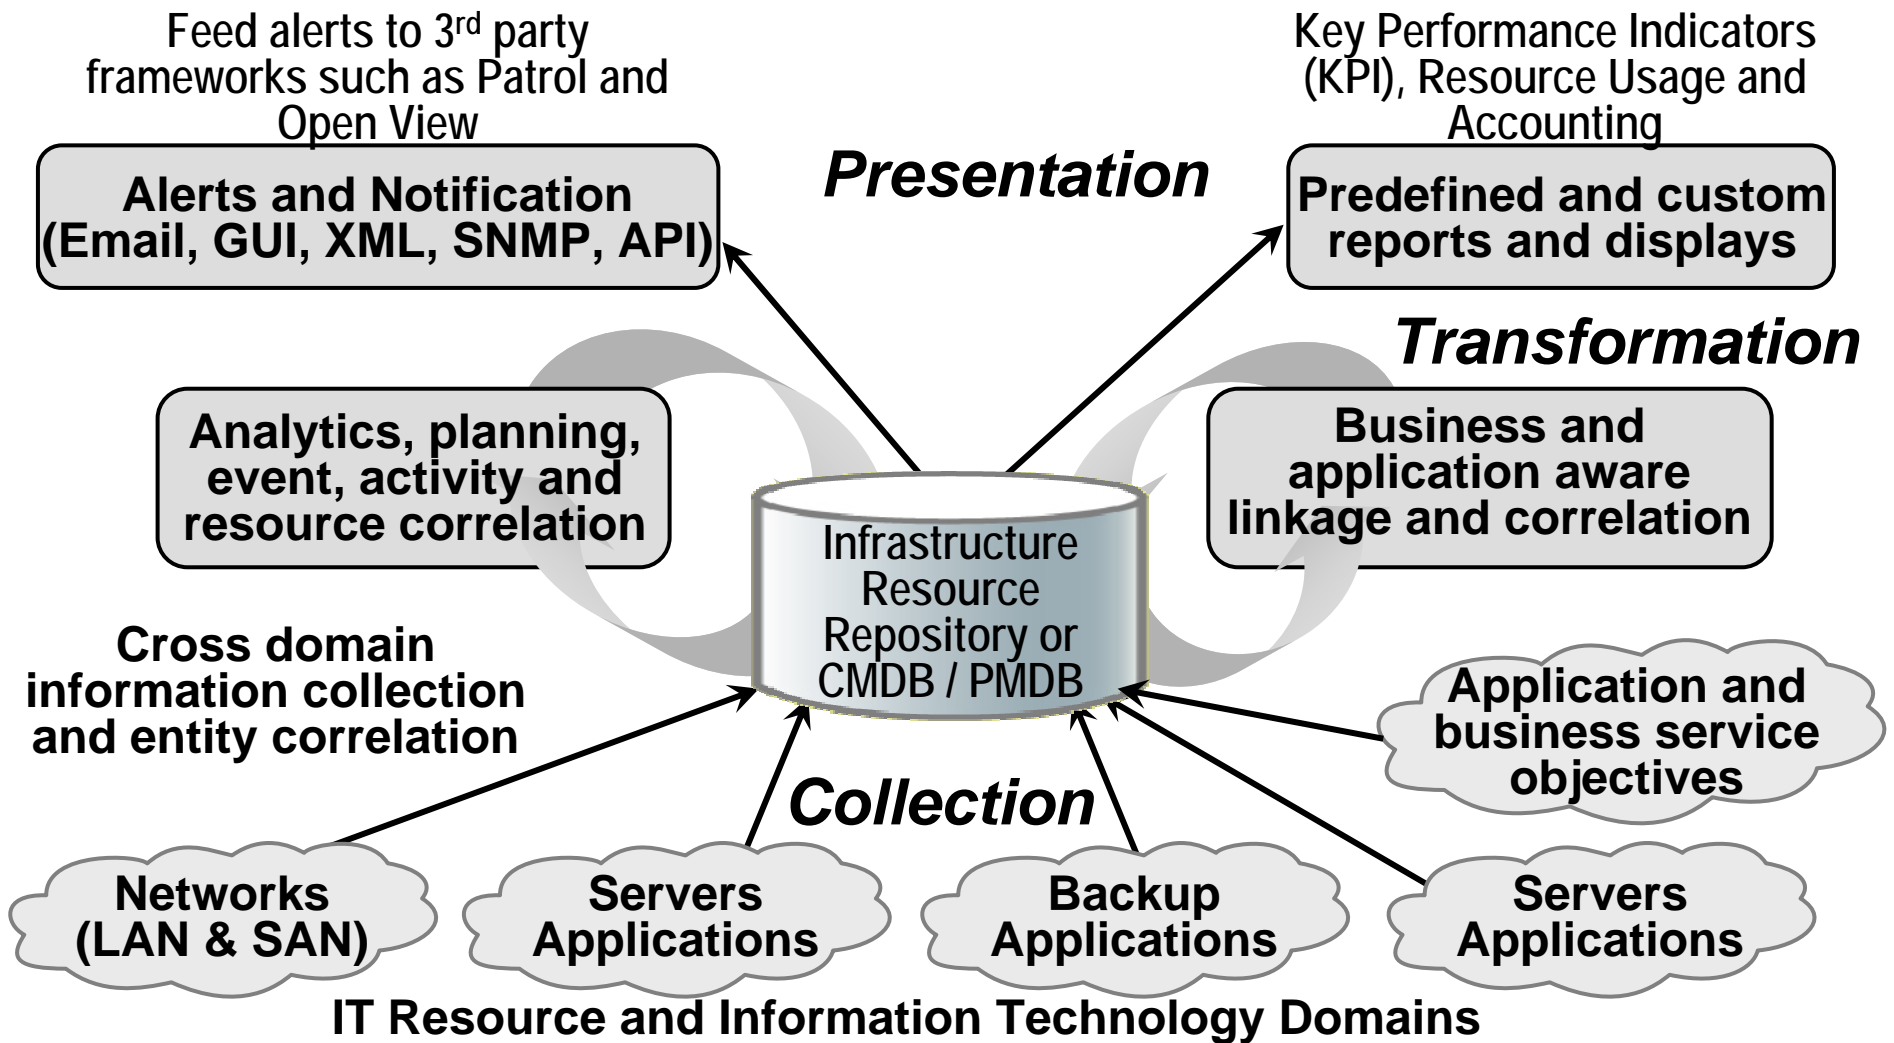 Feed alerts to 3rd party
frameworks such as Patrol and
Open View
Key Performance Indicators
(KPI), Resource Usage and
Accounting
Alerts and Notification
(Email, GUI, XML, SNMP, API)
Presentation
Predefined and custom
reports and displays
Transformation
Analytics, planning,
event, activity and
resource correlation
Business and
application aware
linkage and correlation
Infrastructure
Resource
Repository or
CMDB / PMDB
Cross domain
information collection
and entity correlation
Application and
business service
objectives
Collection
Networks
(LAN & SAN)
Servers
Applications
Backup
Applications
Servers
Applications
IT Resource and Information Technology Domains